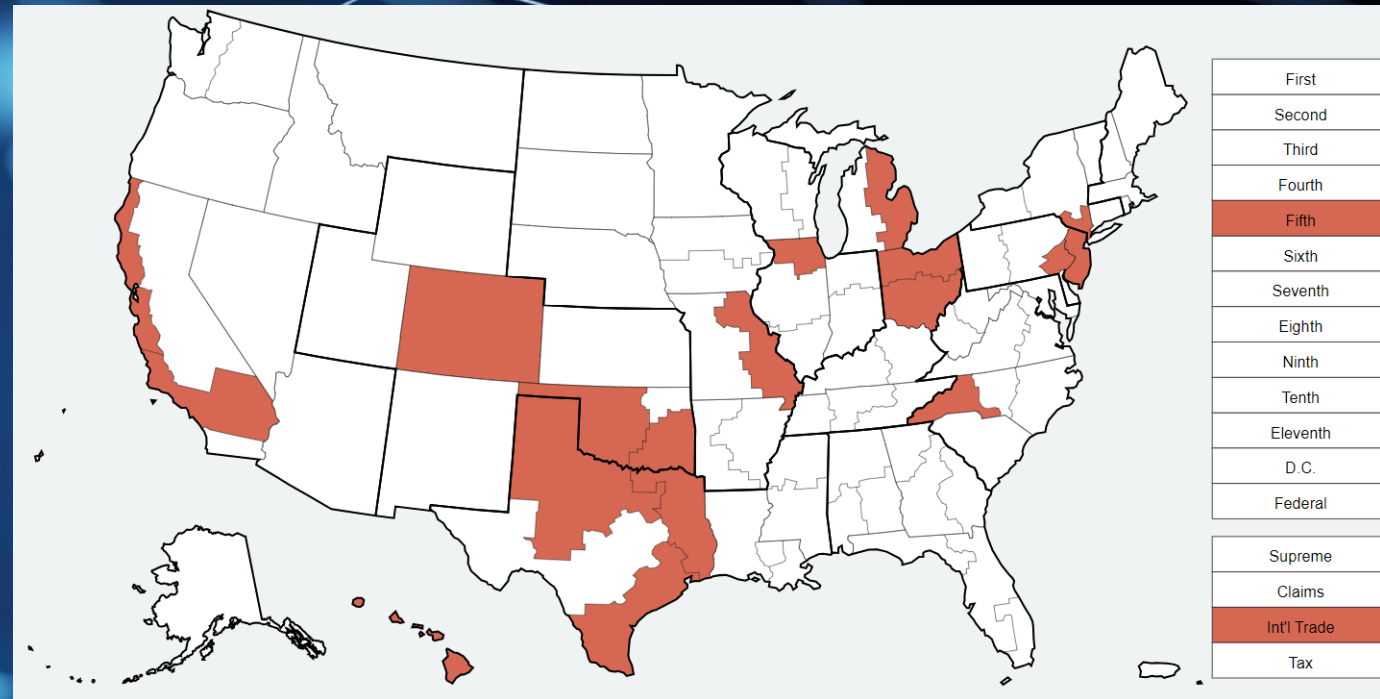 First
Second
Third
Fourth
Fifth
Sixth
Seventh
Eighth
Ninth
Tenth
Eleventh
D.C.
Federal
Supreme
Claims
Int'l Trade
Tax